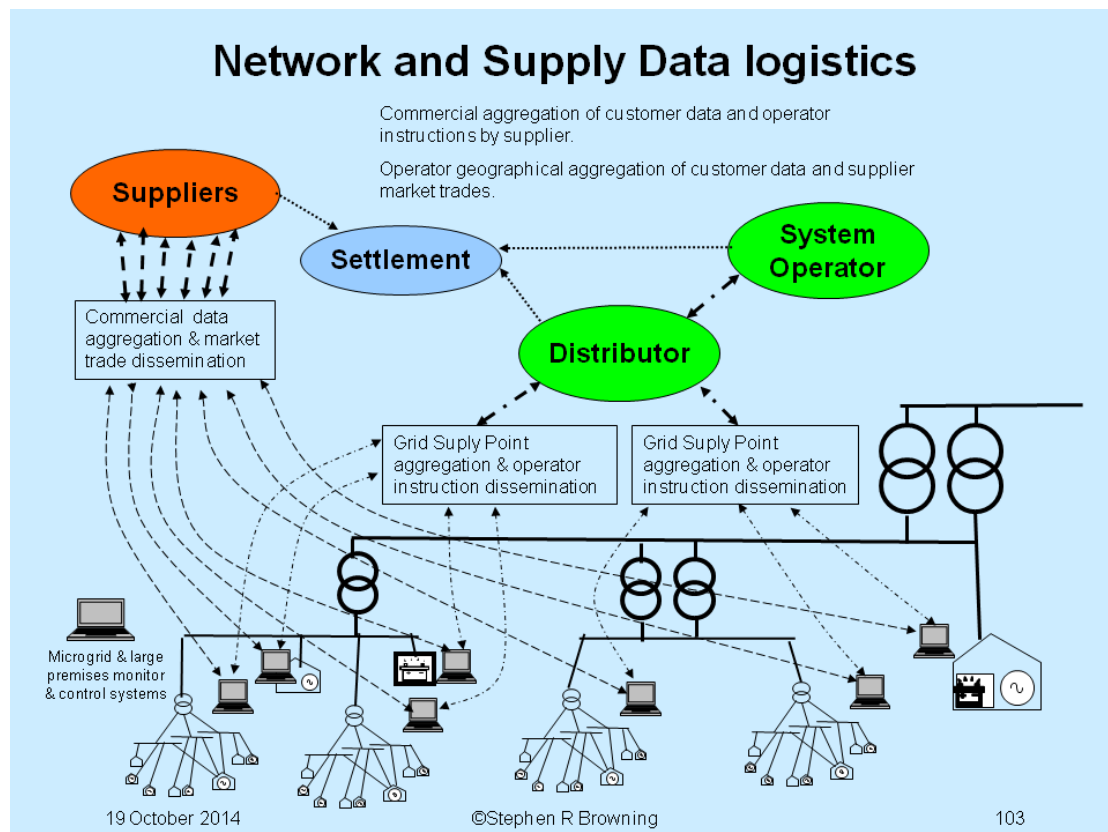 Network and Supply Data logistics
Commercial aggregation of customer data and operator
instructions by supplier.
Operator geographical aggregation of customer data and supplier
market trades.
Suppliers
Settlement
System
Operator
Distributor
Commercial data
aggregation & market
trade dissemination
Grid Suply Point
aggregation & operator
instruction dissemination
Grid Suply Point
aggregation & operator
instruction dissemination
Microgrid & large
premises monitor
& control systems
19 October 2014
©Stephen R Browning
103